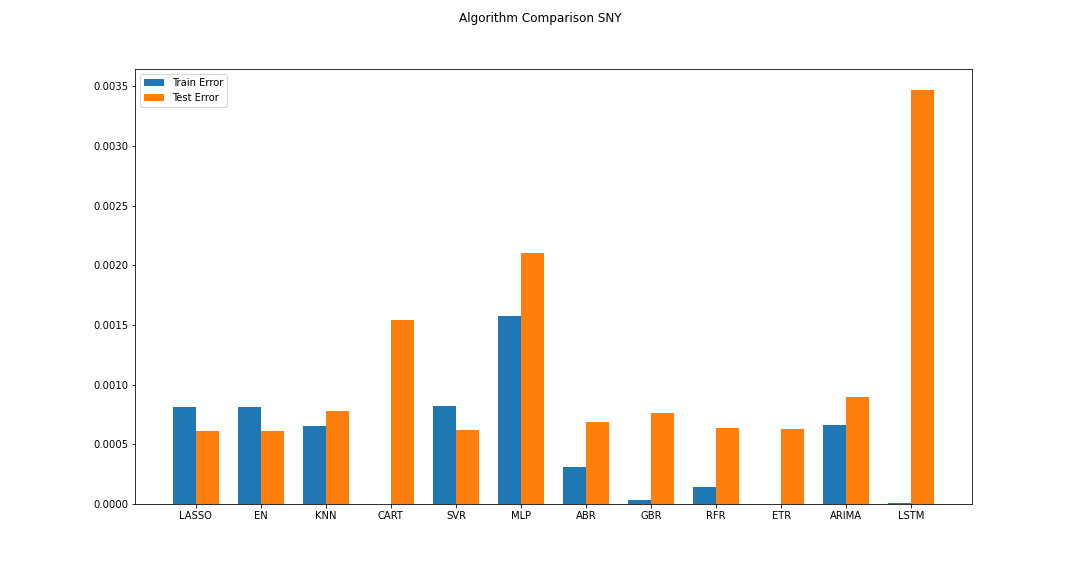 Algorithm Comparison SNY
Train Error
Test Error
0.0035
0.0030
0.0025
0.0020
0.0015
0.0010
0.0005
0.0000
LASSO EN KNN CART SVR MLP ABR GBR RFR ETR ARIMA LSTM